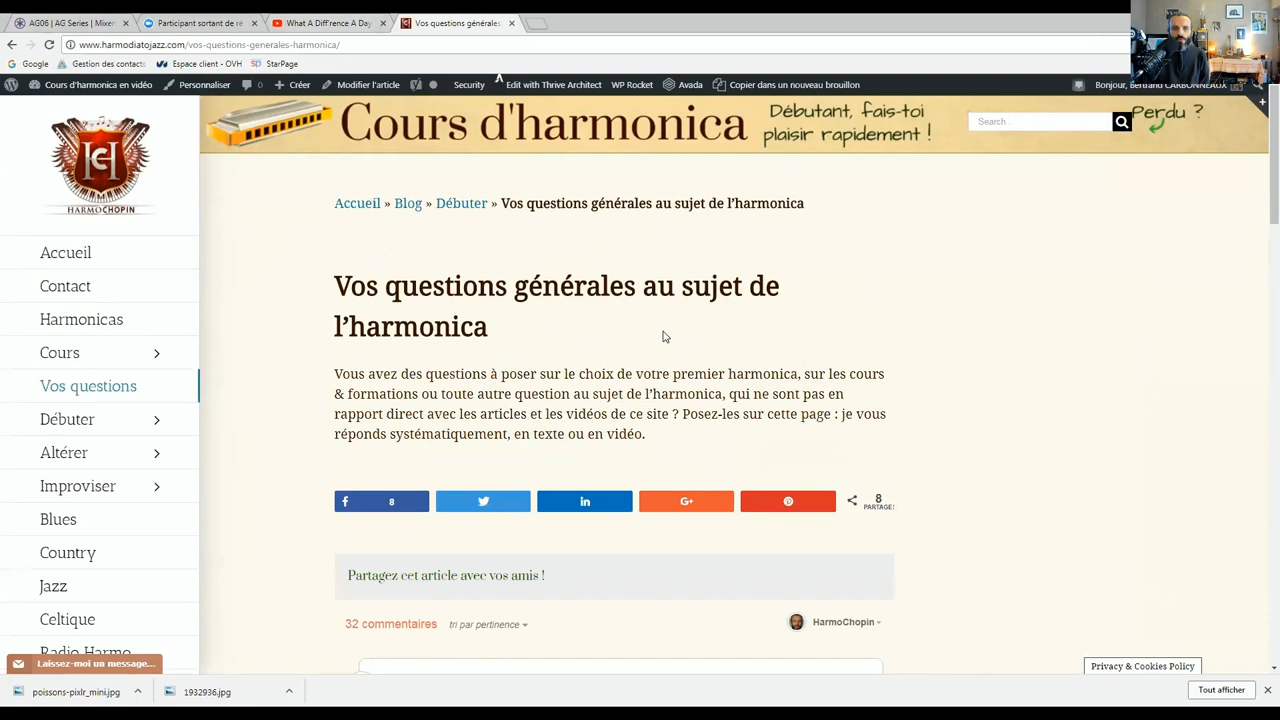 AG06 | AG Series | Mixer
Participant sortant de ré
What A Diff'rence A Day
Vos questions générales
www.harmodiatojazz.com/vos-questions-generales-harmonica/
Google
Gestion des contacts
Espace client - OVH
StarPage
Cours d'harmonica en vidéo
Personnaliser
0
Créer
Modifier l'article
Security
Edit with Thrive Architect
WP Rocket
Avada
Copier dans un nouveau brouillon
Bonjour, Bertrand CARBONNEAUX
Cours d'harmonica
Débutant, fais-toi
plaisir rapidement !
Search ...
Perdu ?
HC
HARMOCHOPIN
Accueil
Contact
Harmonicas
Cours
Vos questions
Débuter
Altérer
Improviser
Blues
Country
Jazz
Celtique
Radio Harmo
Laissez-moi un message...
Accueil » Blog » Débuter » Vos questions générales au sujet de l'harmonica
Vos questions générales au sujet de
l'harmonica
Vous avez des questions à poser sur le choix de votre premier harmonica, sur les cours
& formations ou toute autre question au sujet de l'harmonica, qui ne sont pas en
rapport direct avec les articles et les vidéos de ce site ? Posez-les sur cette page : je vous
réponds systématiquement, en texte ou en vidéo.
8
8
PARTAGES
Partagez cet article avec vos amis !
32 commentaires
tri par pertinence
HarmoChopin
Privacy & Cookies Policy
poissons-pixlr_mini.jpg
1932936.jpg
Tout afficher